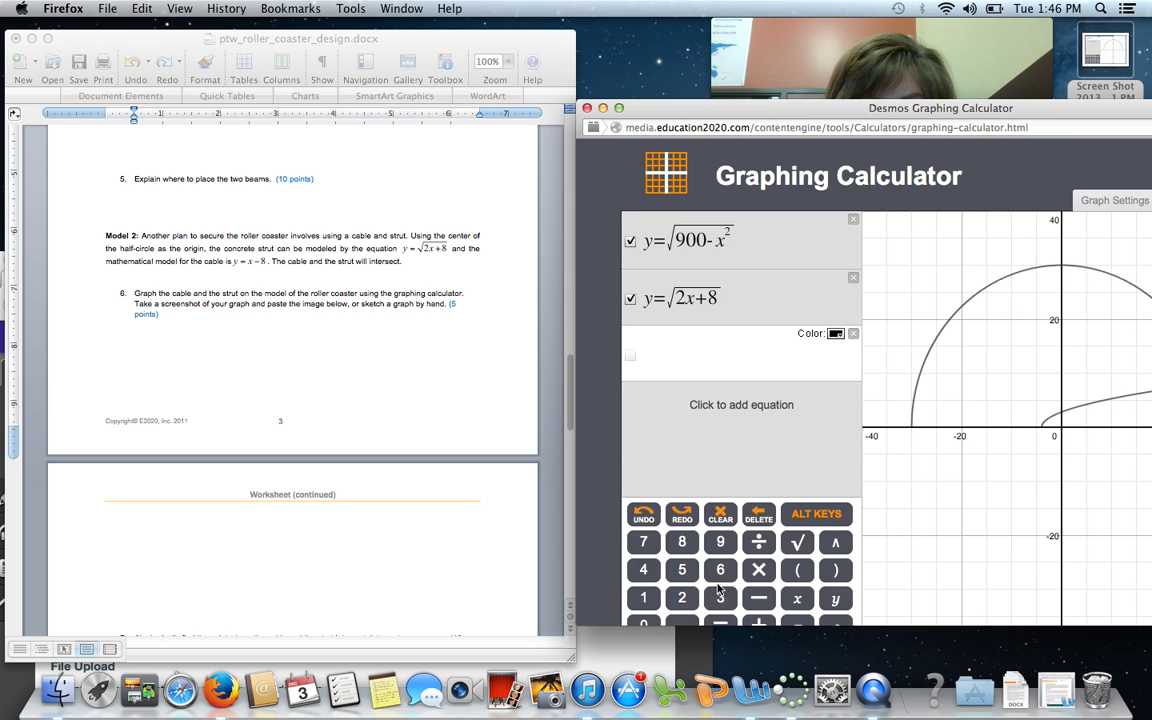 Firefox File Edit View History Bookmarks Tools Window Help Tue 1:46 PM
ptw_roller_coaster_design.docx
New Open Save Print Undo Redo Format Tables Columns Show Navigation Gallery Toolbox 100% Zoom Help
Document Elements Quick Tables Charts SmartArt Graphics WordArt
5. Explain where to place the two beams. (10 points)
Model 2: Another plan to secure the roller coaster involves using a cable and strut. Using the center of
the half-circle as the origin, the concrete strut can be modeled by the equation y = √2x+8 and the
mathematical model for the cable is y = x−8. The cable and the strut will intersect.
6. Graph the cable and the strut on the model of the roller coaster using the graphing calculator.
Take a screenshot of your graph and paste the image below, or sketch a graph by hand. (5
points)
Copyright© E2020, Inc. 2011 3
Worksheet (continued)
File Upload
Screen Shot
2013...1 PM
Desmos Graphing Calculator
media.education2020.com/contentengine/tools/Calculators/graphing-calculator.html
Graphing Calculator
Graph Settings
y=√900-x²
y=√2x+8
Color:
Click to add equation
UNDO REDO CLEAR DELETE ALT KEYS
7 8 9 ÷ √ ^
4 5 6 × ( )
1 2 3 − x y
40
20
-40 -20 0
-20
DEC
3
1
DOCX